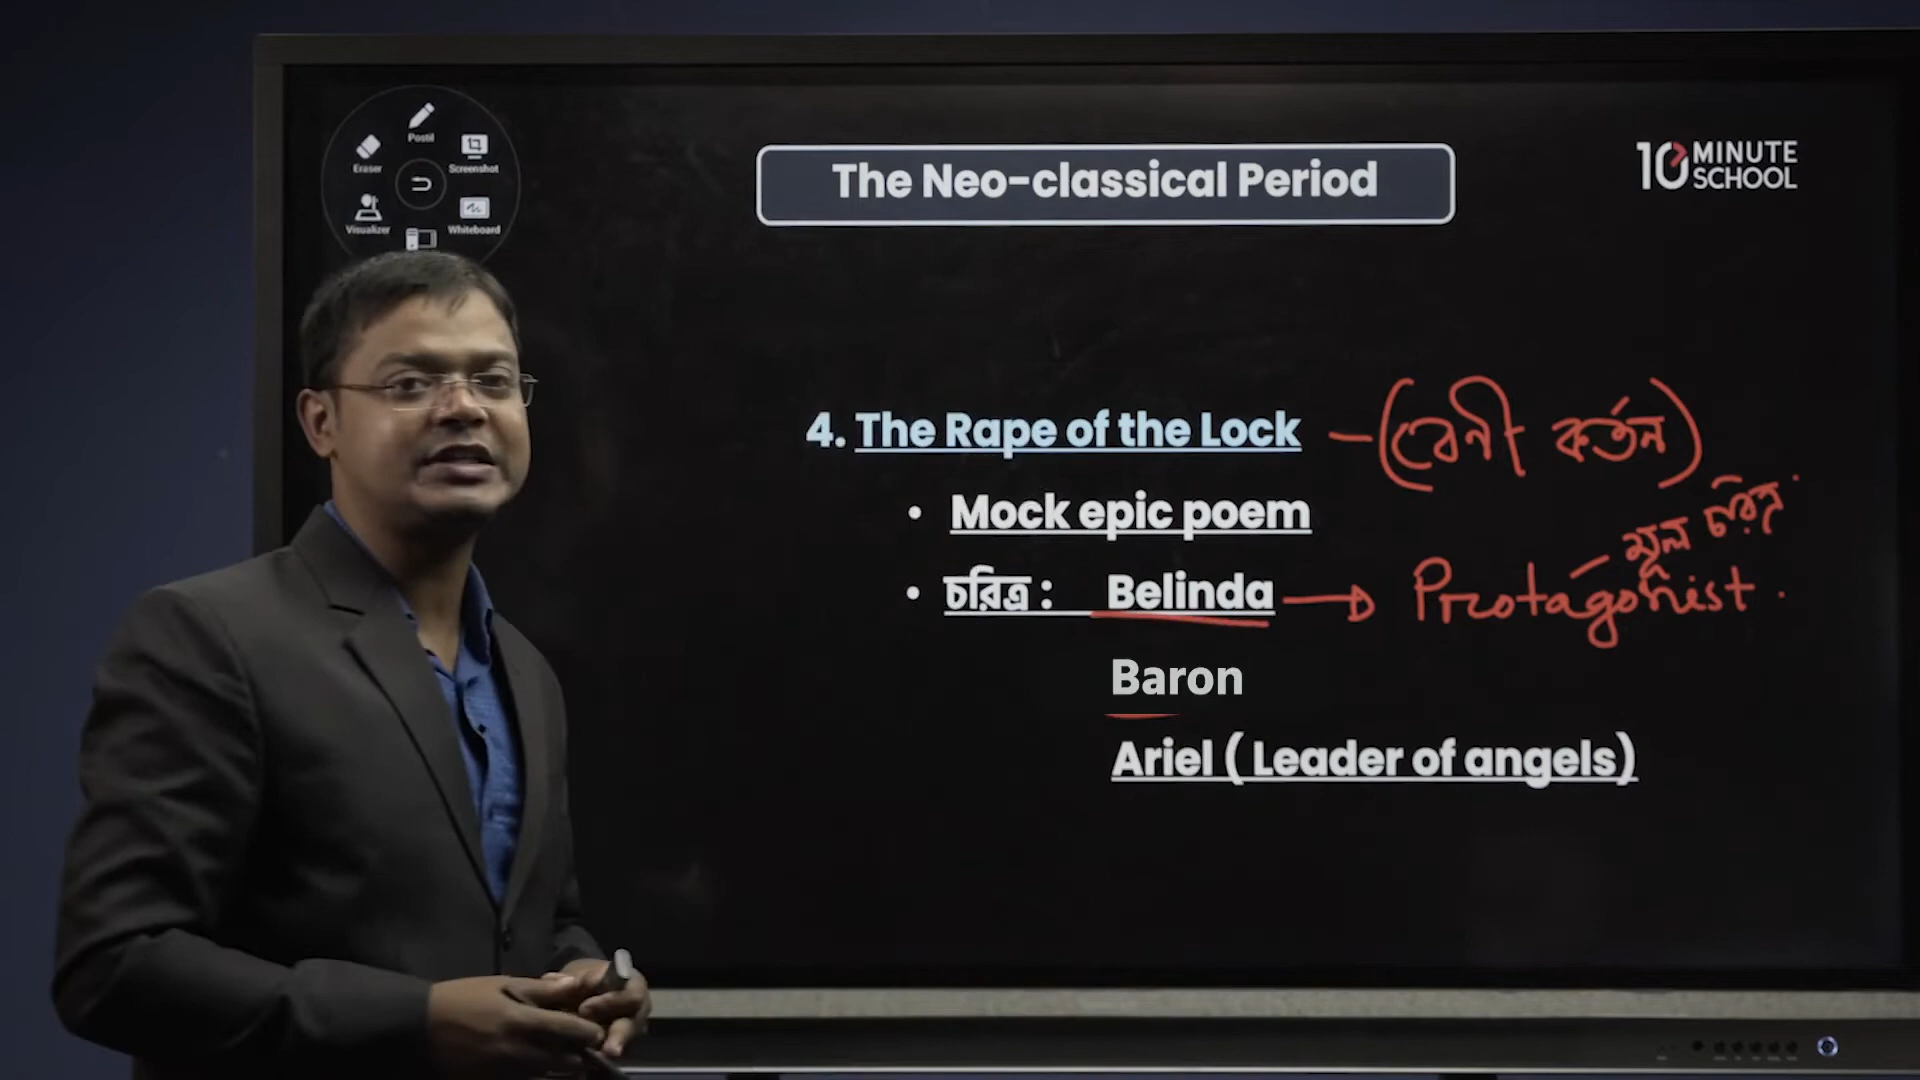 Postil
Eraser
Screenshot
Visualizer
Whiteboard
The Neo-classical Period
10 MINUTE SCHOOL
4. The Rape of the Lock – (বেনী কর্তন)
• Mock epic poem
– মূল চরিত্র
• চরিত্র : Belinda → Protagonist .
Baron
Ariel ( Leader of angels)